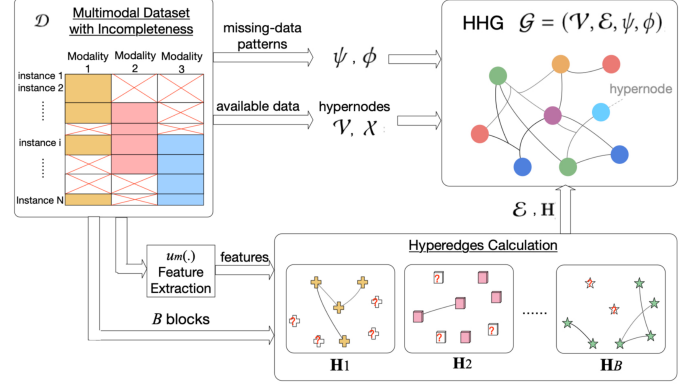 𝒟
Multimodal Dataset
with Incompleteness
Modality Modality Modality
1 2 3
instance 1
instance 2
......
instance i
......
Instance N
missing-data
patterns
ψ , ϕ
available data
hypernodes
𝒱, 𝒳
HHG 𝒢 = (𝒱, ℰ, ψ, ϕ)
hypernode
ℰ , H
u_m(.)
Feature
Extraction
features
B blocks
Hyperedges Calculation
? ? ? ? ?
? ? ?
? ?
......
H1
H2
HB